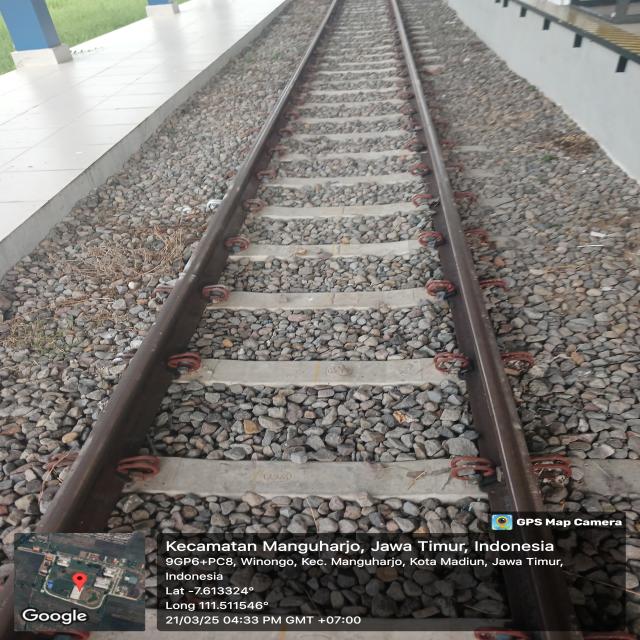 GPS Map Camera
Kecamatan Manguharjo, Jawa Timur, Indonesia
9GP6+PC8, Winongo, Kec. Manguharjo, Kota Madiun, Jawa Timur,
Indonesia
Lat -7.613324°
Long 111.511546°
21/03/25 04:33 PM GMT +07:00
Google